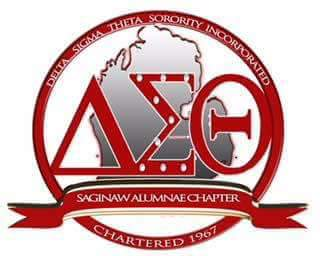 DELTA SIGMA THETA SORORITY INCORPORATED
ΔΣΘ
SAGINAW ALUMNAE CHAPTER
CHARTERED 1967